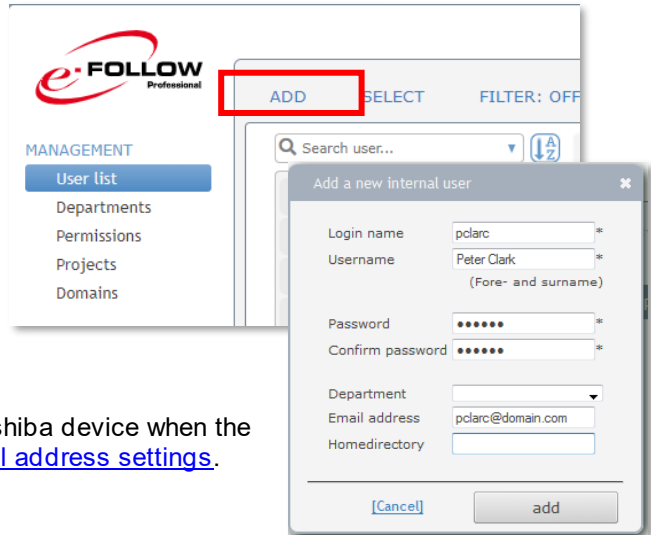 e-FOLLOW
Professional
ADD SELECT FILTER: OFF
MANAGEMENT
User list
Departments
Permissions
Projects
Domains
Search user...
A
Z
Add a new internal user
Login name pclarc *
Username Peter Clark *
(Fore- and surname)
Password ●●●●●● *
Confirm password ●●●●●● *
Department
Email address pclarc@domain.com
Homedirectory
[Cancel] add
shiba device when the
l address settings.